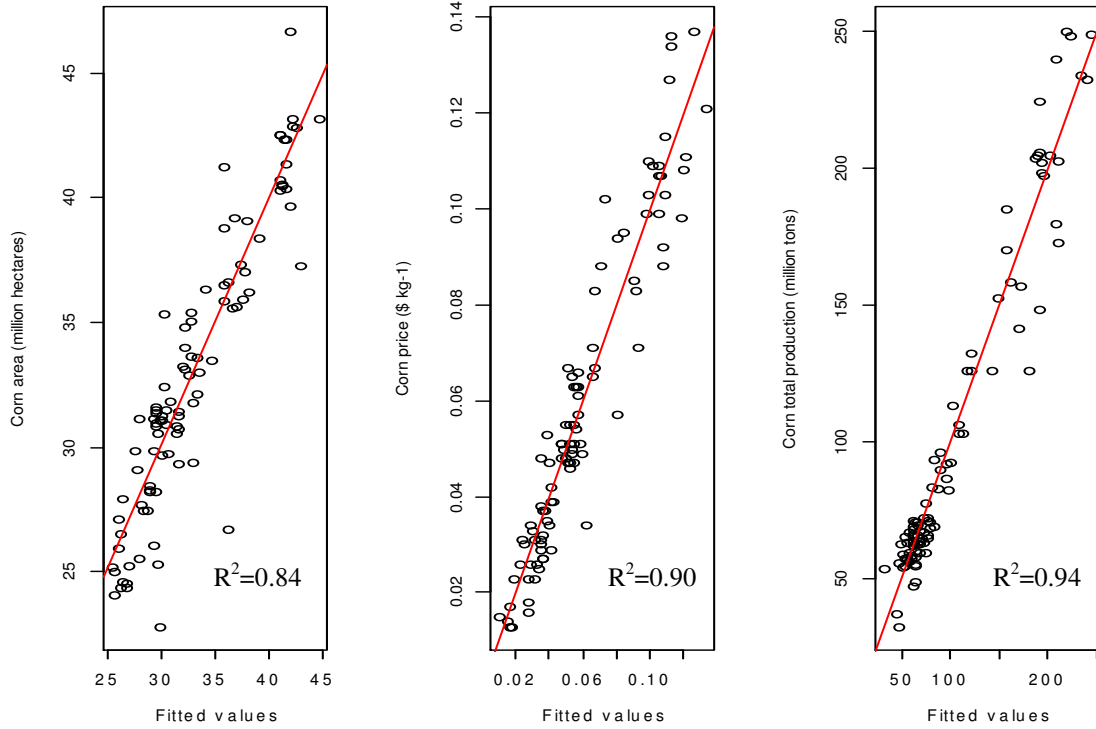 Corn area (million hectares)
45
40
35
30
25
25 30 35 40 45
Fitted values
R²=0.84
Corn price ($ kg-1)
0.14
0.12
0.10
0.08
0.06
0.04
0.02
0.02 0.06 0.10
Fitted values
R²=0.90
Corn total production (million tons)
250
200
150
100
50
50 100 200
Fitted values
R²=0.94